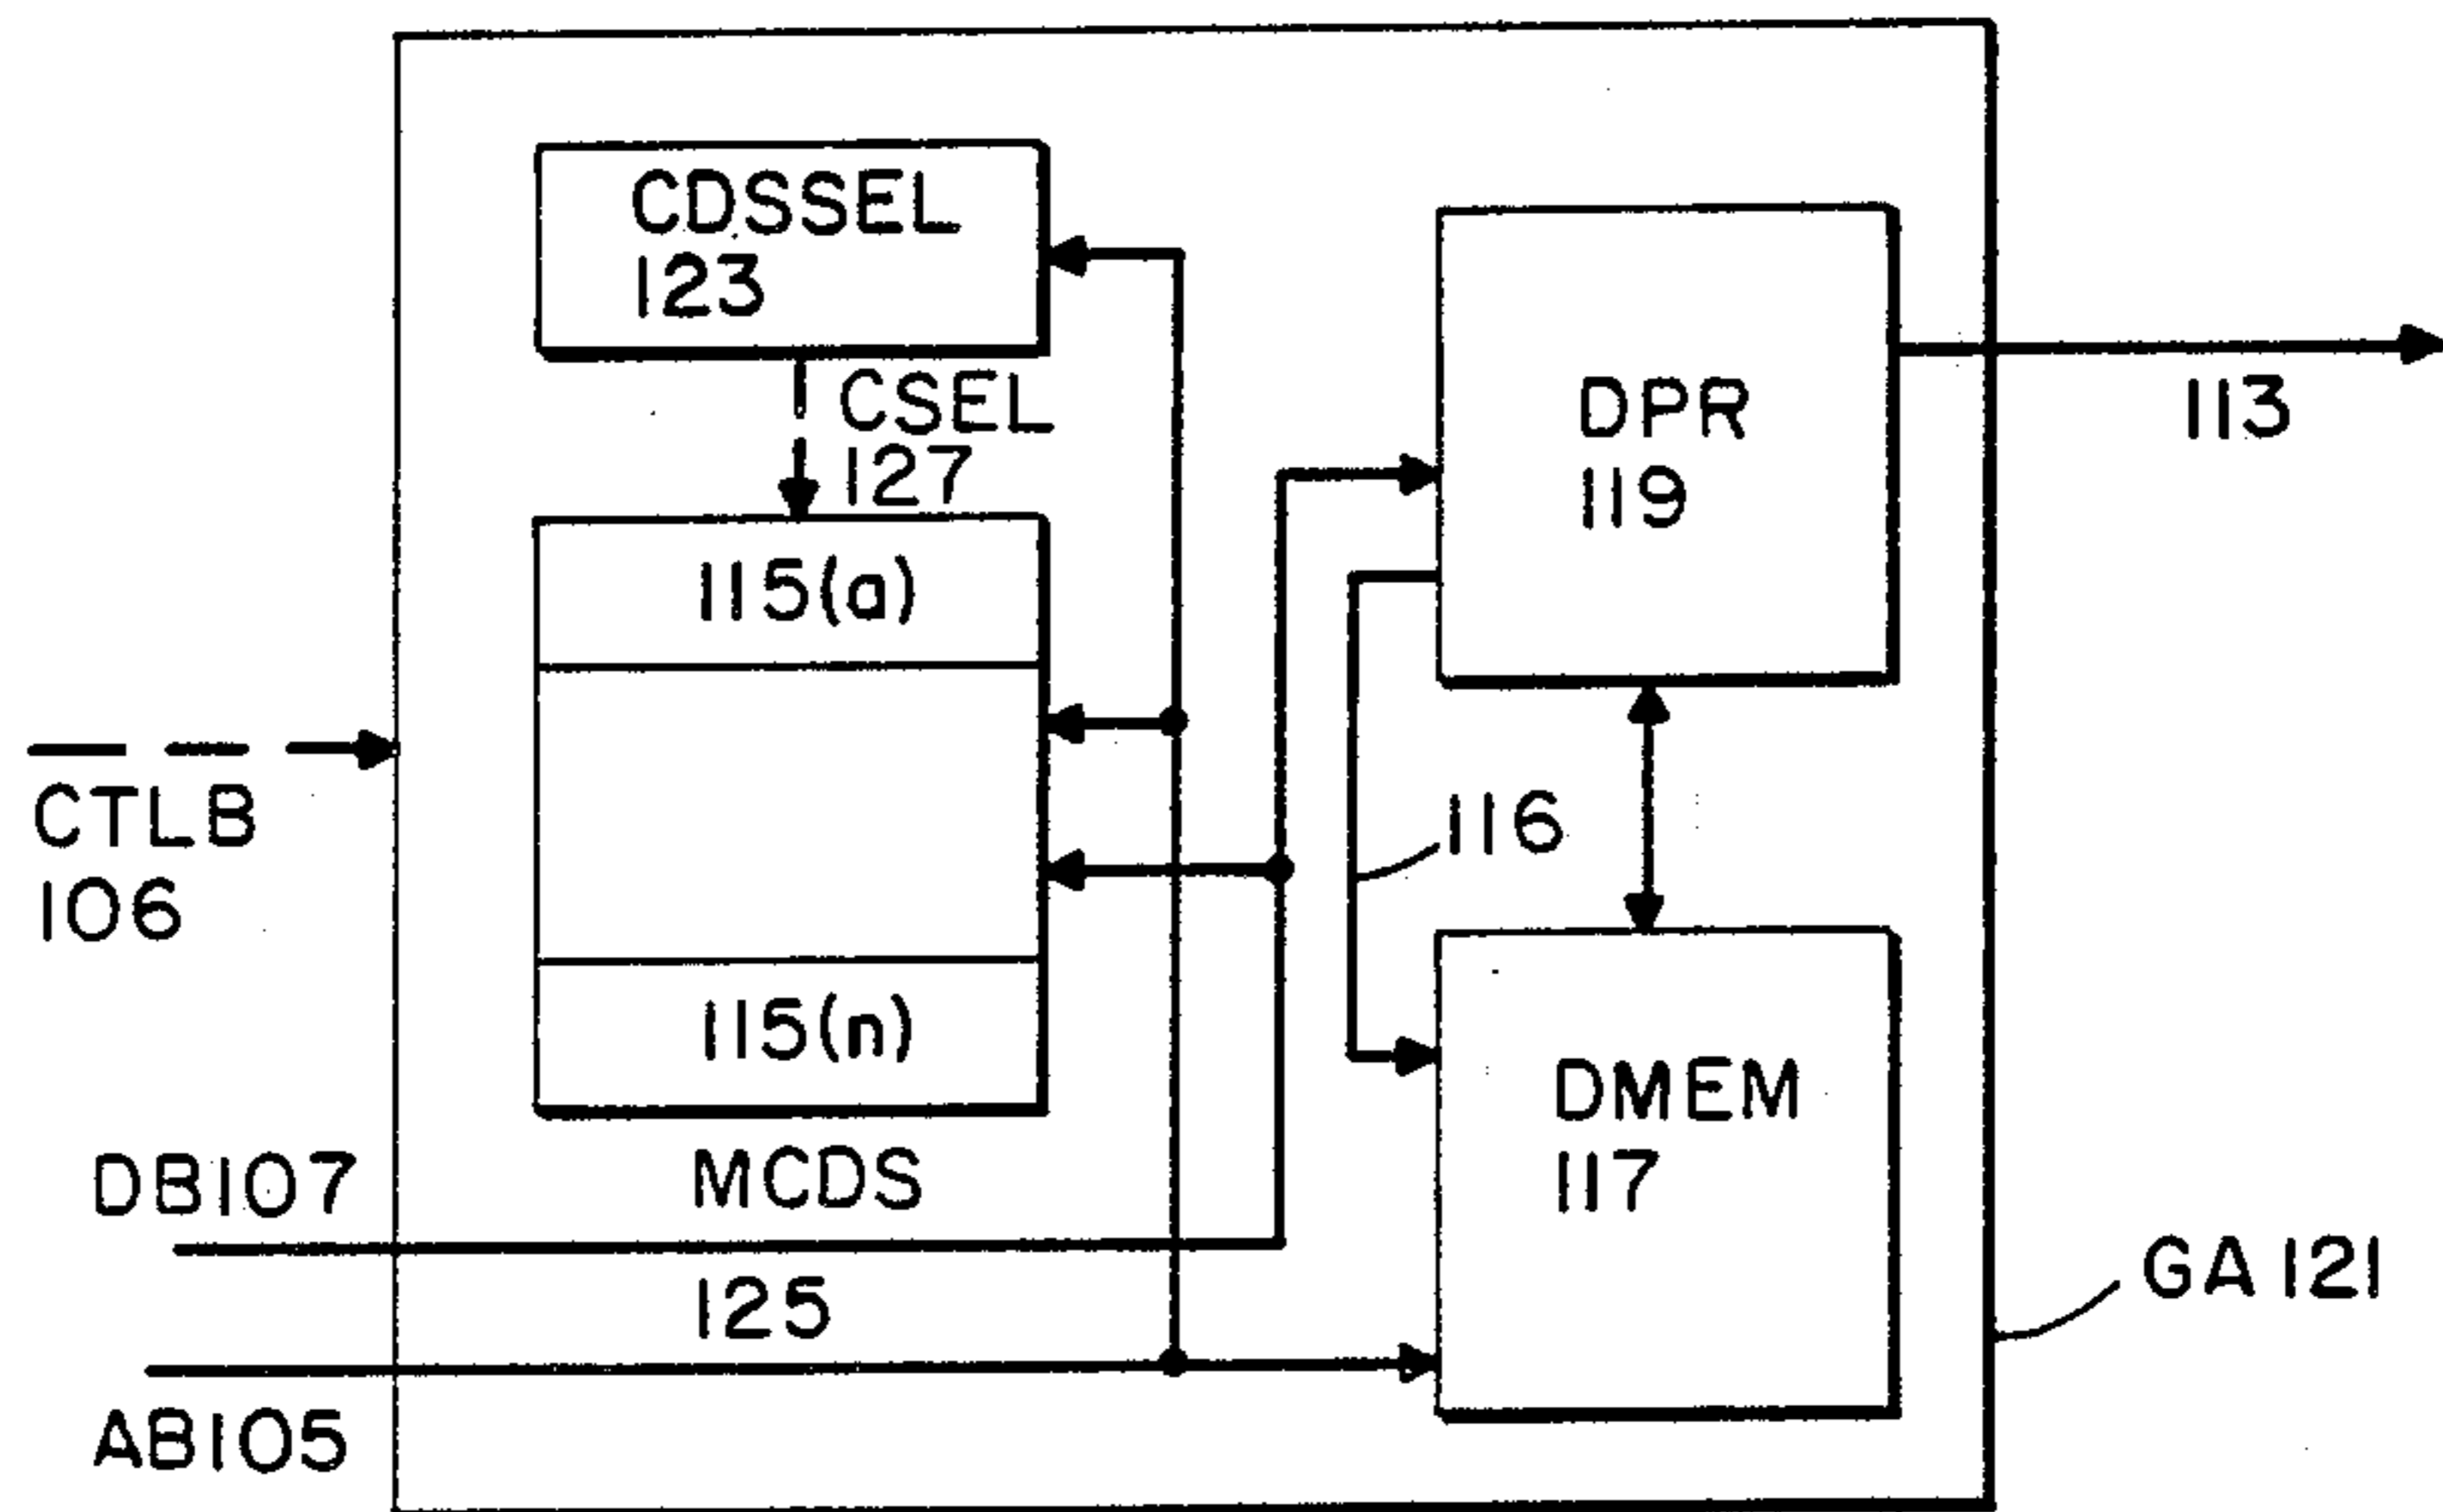 CDSSEL
123
CSEL
127
115(a)
115(n)
MCDS
125
CTLB
106
DB107
AB105
DPR
119
113
116
DMEM
117
GA 121